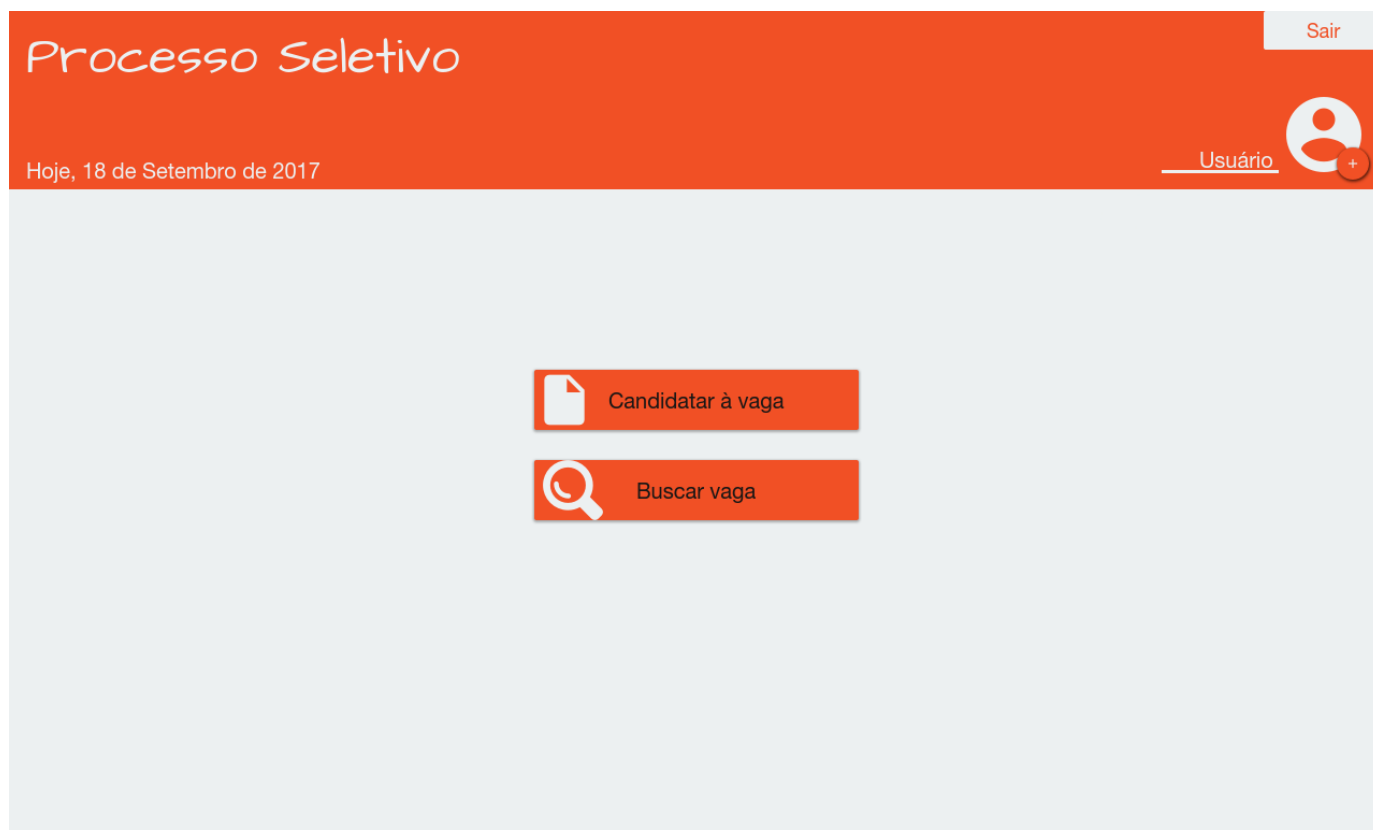 Processo Seletivo
Sair
Usuário
+
Hoje, 18 de Setembro de 2017
Candidatar à vaga
Buscar vaga